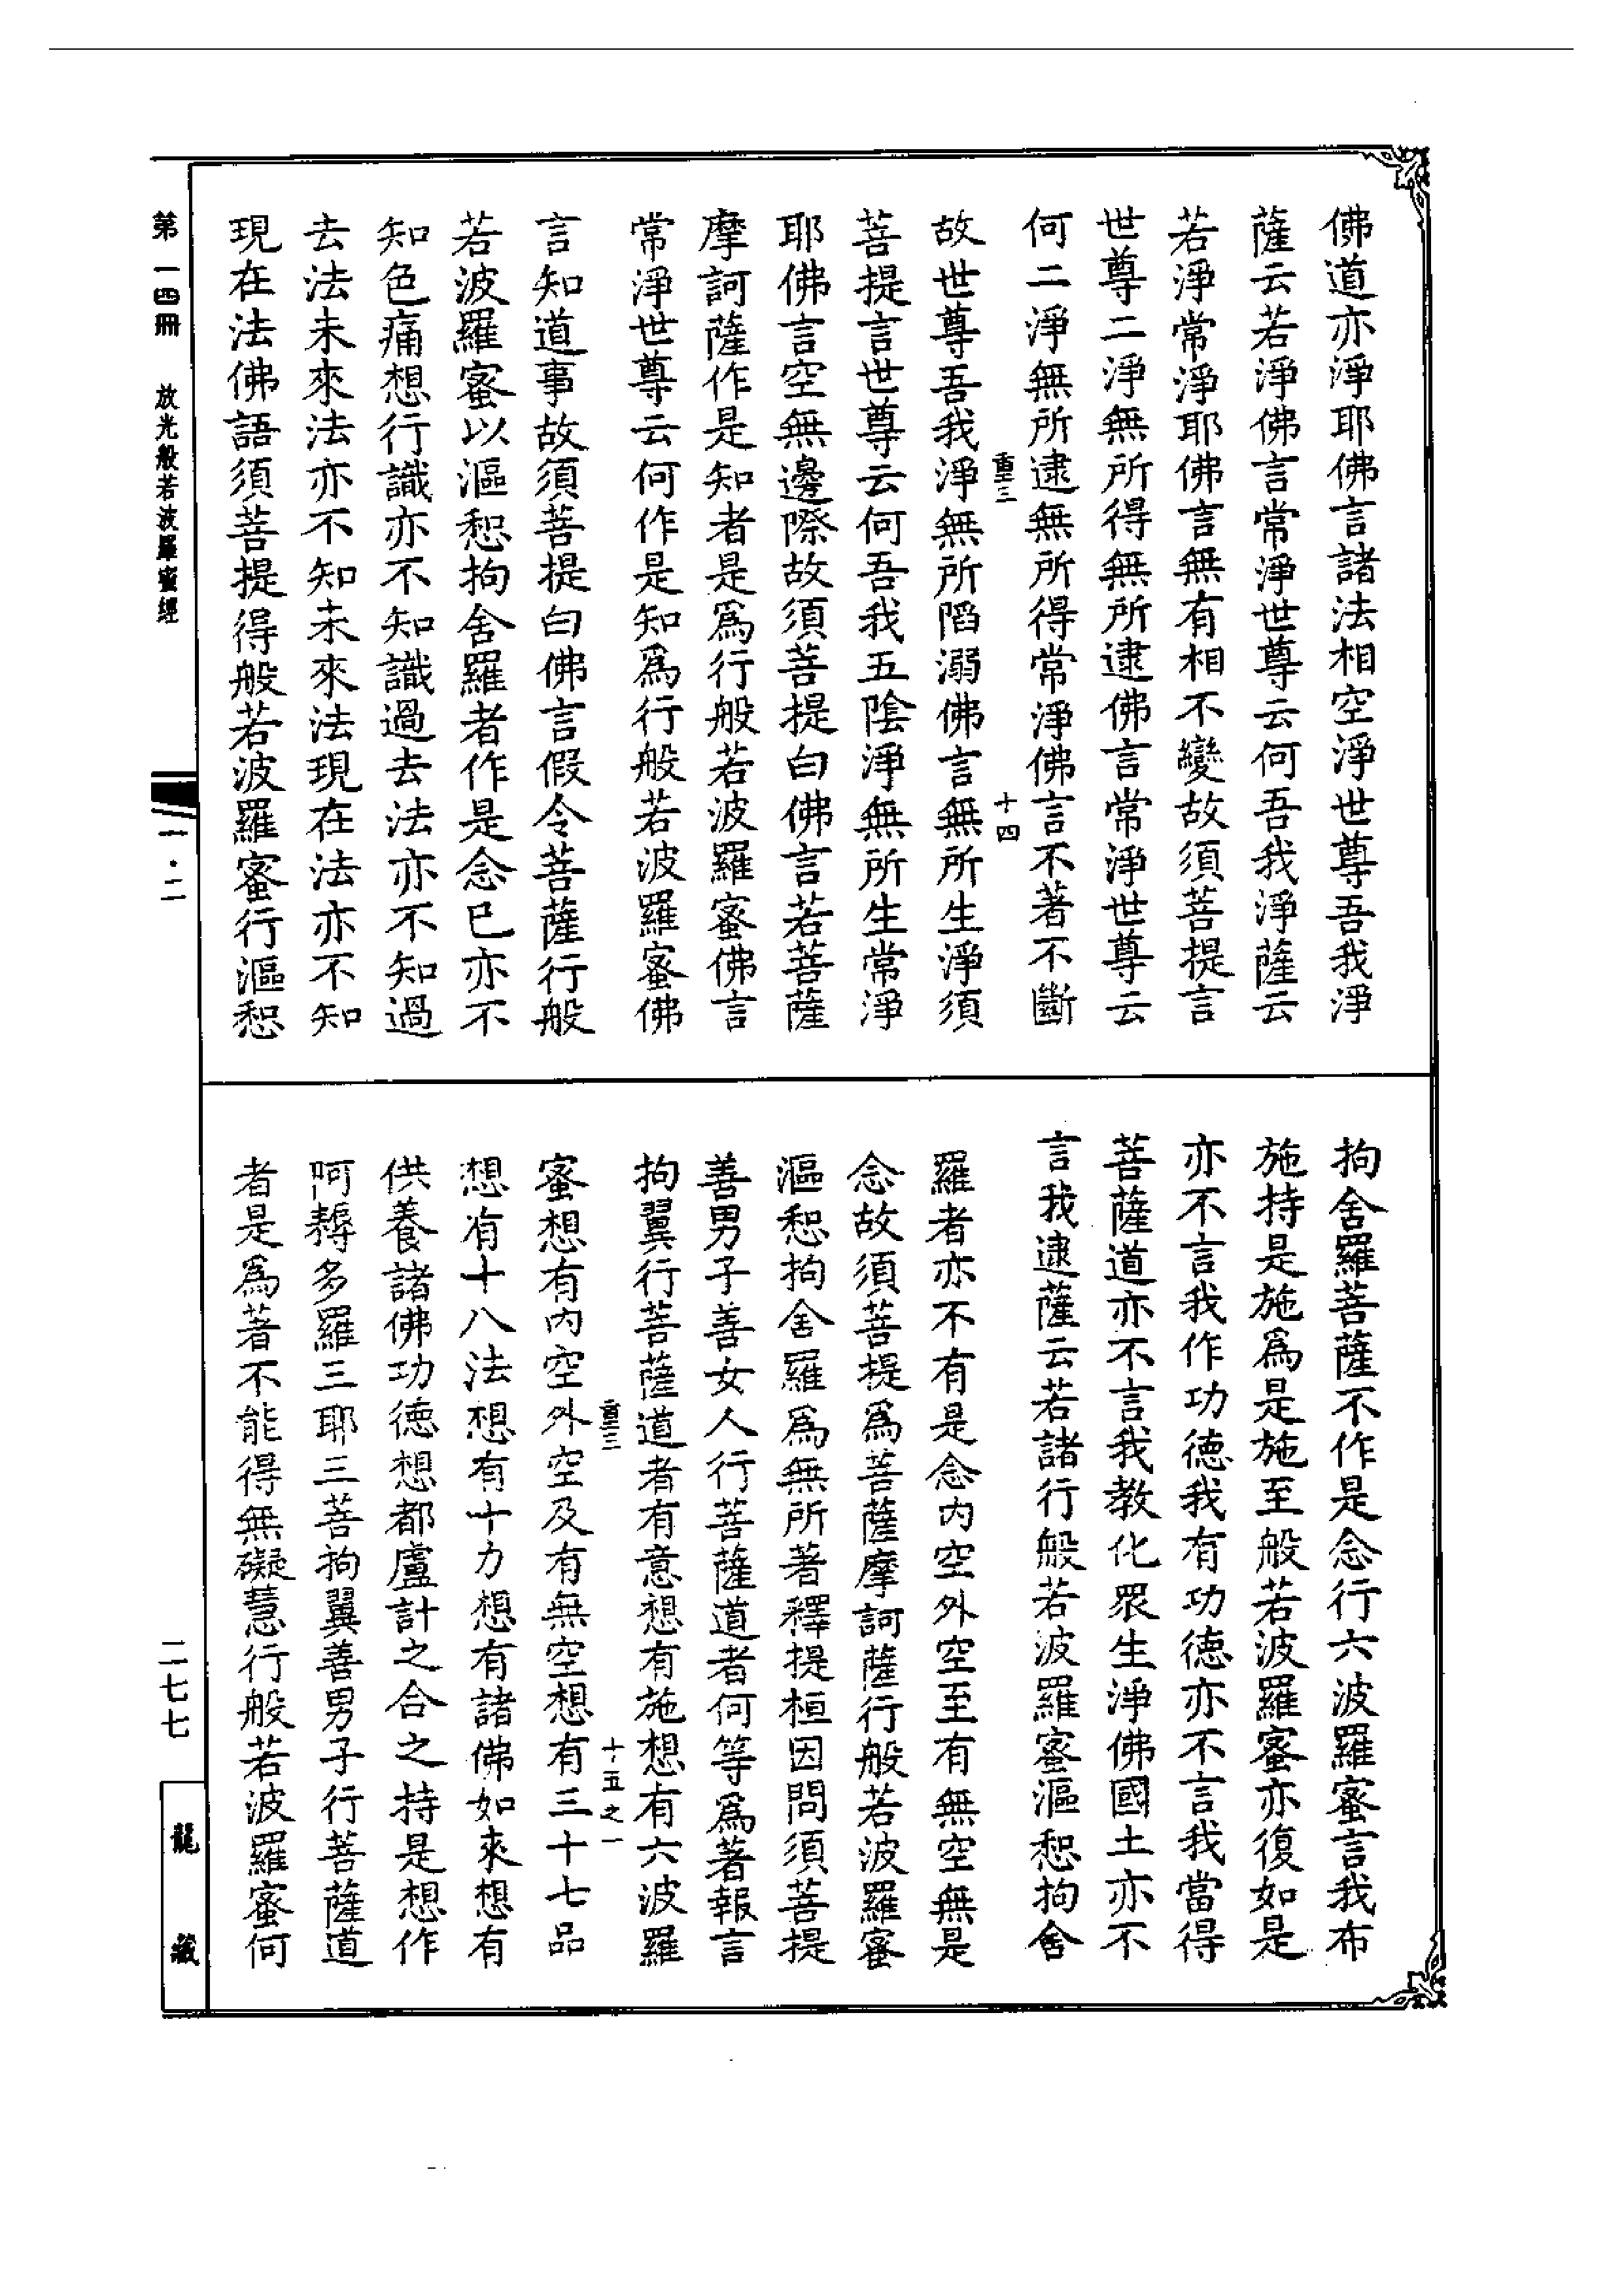 佛道亦淨耶佛言諸法相空淨世尊吾我淨
薩云若淨佛言常淨世尊云何吾我淨薩云
若淨常淨耶佛言無有相不變故須菩提言
世尊二淨無所得無所逮佛言常淨世尊云
何二淨無所逮無所得常淨佛言不著不斷
重三
十四
故世尊吾我淨無所陷溺佛言無所生淨須
菩提言世尊云何吾我五陰淨無所生常淨
耶佛言空無邊際故須菩提白佛言若菩薩
摩訶薩作是知者是為行般若波羅蜜佛言
常淨世尊云何作是知為行般若波羅蜜佛
言知道事故須菩提白佛言假令菩薩行般
若波羅蜜以漚惒拘舍羅者作是念已亦不
知色痛想行識亦不知識過去法亦不知過
去法未來法亦不知未來法現在法亦不知
現在法佛語須菩提得般若波羅蜜行漚惒
拘舍羅菩薩不作是念行六波羅蜜言我布
施持是施為是施至般若波羅蜜亦復如是
亦不言我作功德我有功德亦不言我當得
菩薩道亦不言我教化眾生淨佛國土亦不
言我逮薩云若諸行般若波羅蜜漚惒拘舍
羅者亦不有是念內空外空至有無空無是
念故須菩提為菩薩摩訶薩行般若波羅蜜
漚惒拘舍羅為無所著釋提桓因問須菩提
善男子善女人行菩薩道者何等為著報言
拘翼行菩薩道者有意想有施想有六波羅
重三
十五之一
蜜想有內空外空及有無空想有三十七品
想有十八法想有十力想有諸佛如來想有
供養諸佛功德想都盧計之合之持是想作
阿耨多羅三耶三菩拘翼善男子行菩薩道
者是為著不能得無礙慧行般若波羅蜜何
第一四冊 放光般若波羅蜜經
一·二
二七七
龍藏